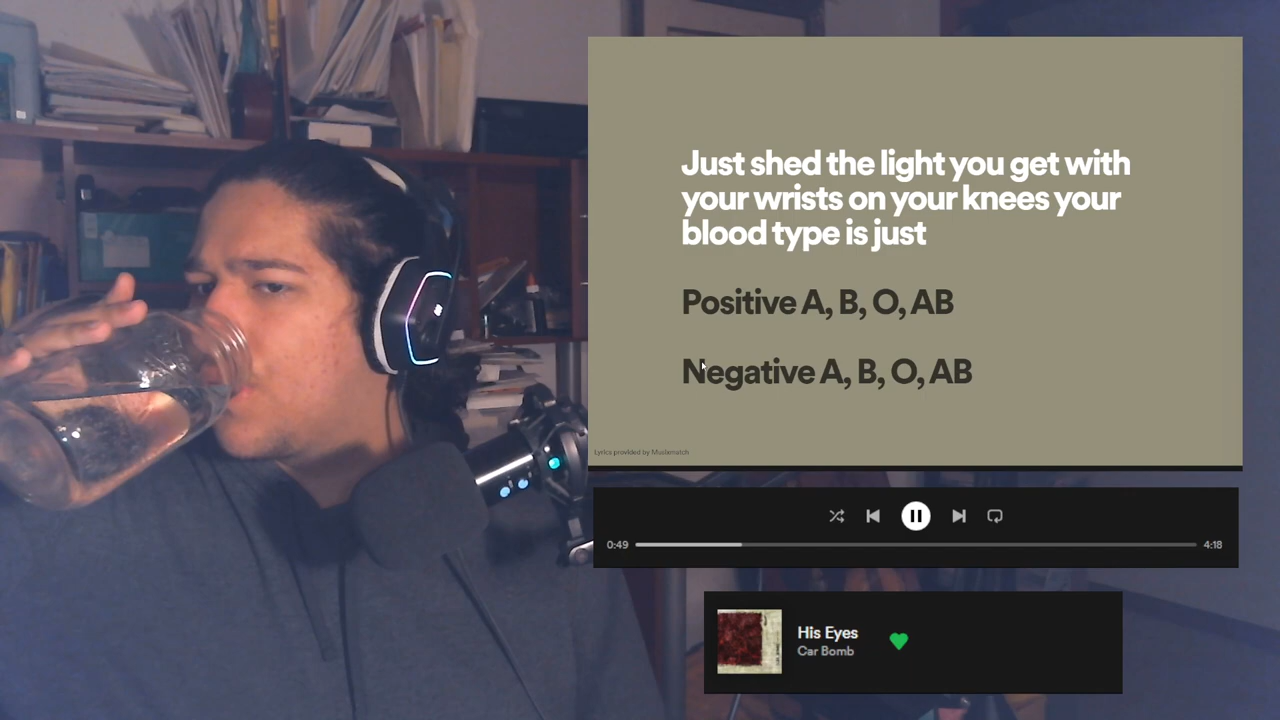 Just shed the light you get with
your wrists on your knees your
blood type is just
Positive A, B, O, AB
Negative A, B, O, AB
Lyrics provided by Musixmatch
0:49
4:18
His Eyes
Car Bomb